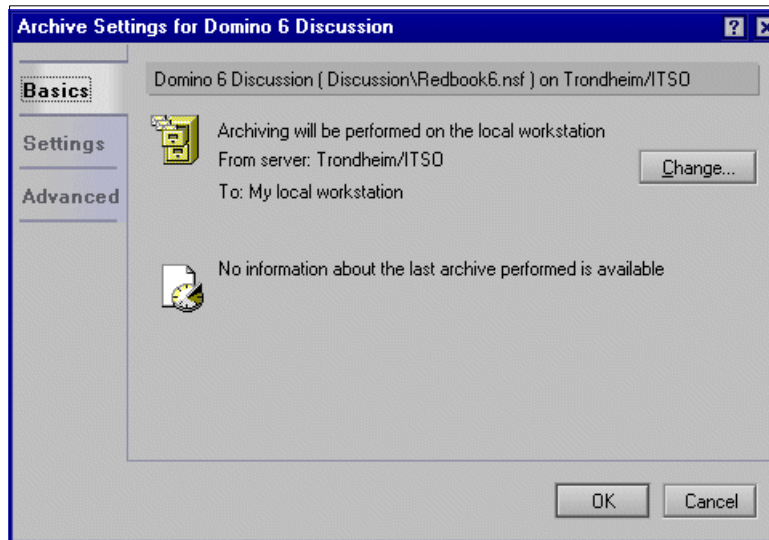 Archive Settings for Domino 6 Discussion
Basics
Settings
Advanced
Domino 6 Discussion ( Discussion\Redbook6.nsf ) on Trondheim/ITSO
Archiving will be performed on the local workstation
From server: Trondheim/ITSO
Change...
To: My local workstation
No information about the last archive performed is available
OK
Cancel